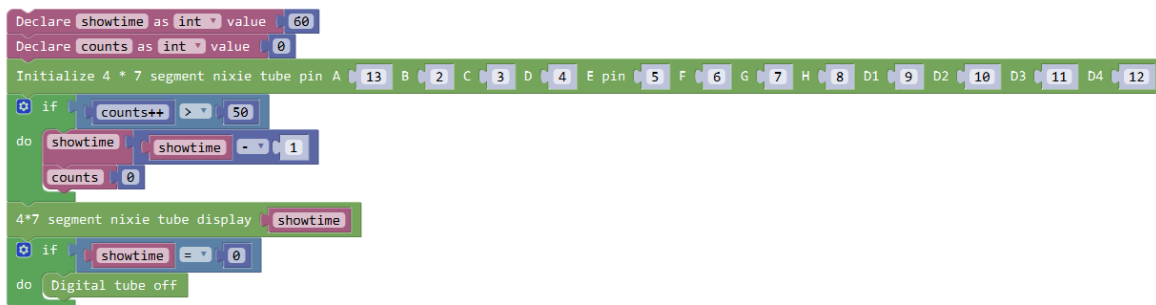 Declare showtime as int value 60
Declare counts as int value 0
Initialize 4 * 7 segment nixie tube pin A 13 B 2 C 3 D 4 E pin 5 F 6 G 7 H 8 D1 9 D2 10 D3 11 D4 12
if counts++ > 50
do showtime showtime - 1
counts 0
4*7 segment nixie tube display showtime
if showtime = 0
do Digital tube off